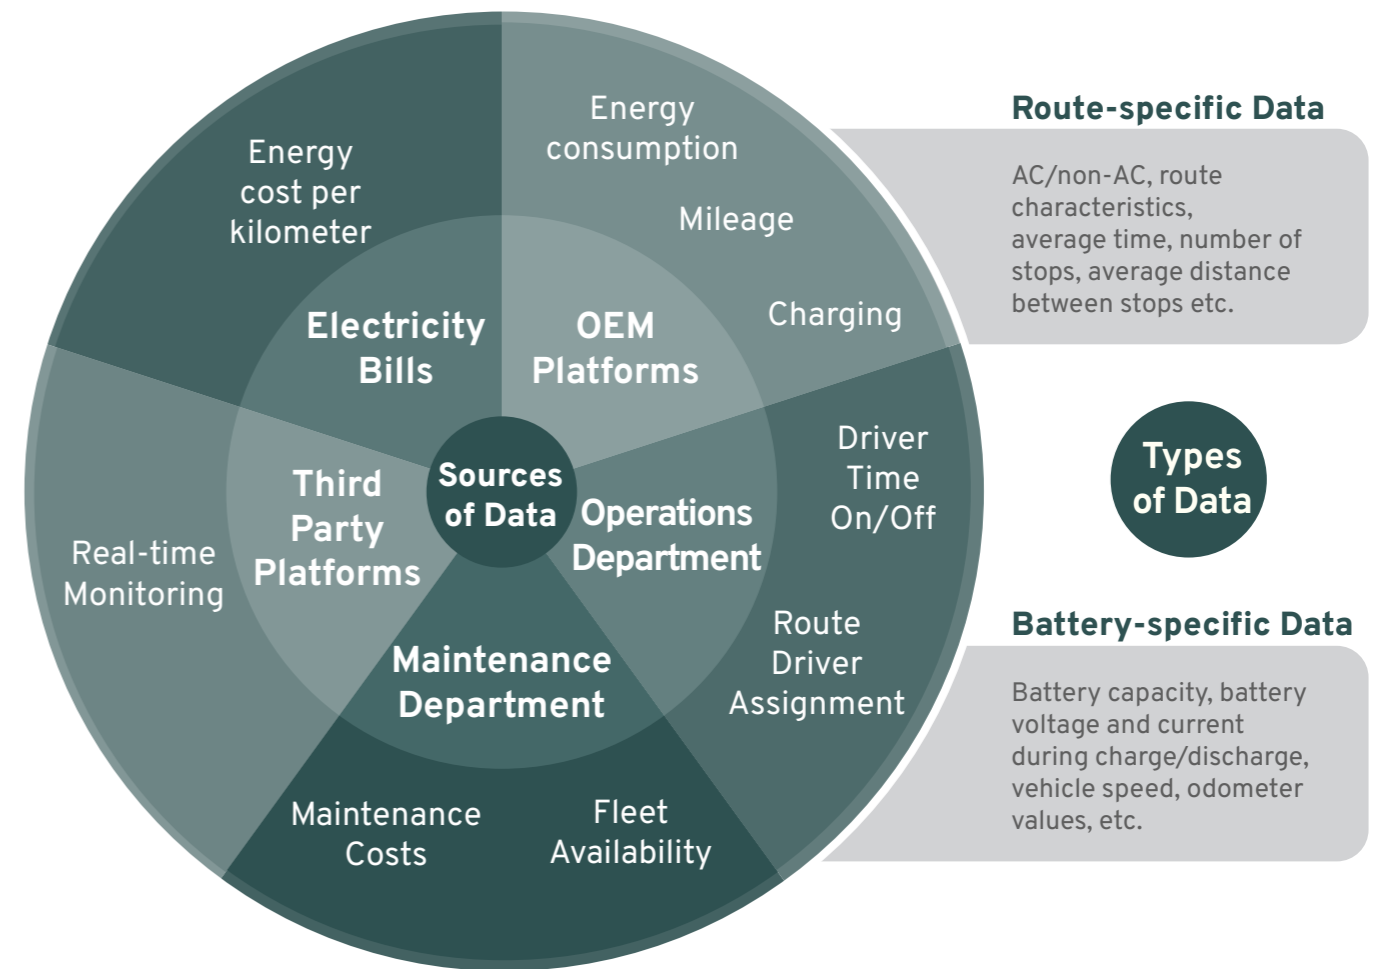 Sources
of Data
Electricity
Bills
Energy
cost per
kilometer
OEM
Platforms
Energy
consumption
Mileage
Charging
Operations
Department
Driver
Time
On/Off
Route
Driver
Assignment
Maintenance
Department
Maintenance
Costs
Fleet
Availability
Third
Party
Platforms
Real-time
Monitoring
Types
of Data
Route-specific Data
AC/non-AC, route
characteristics,
average time, number of
stops, average distance
between stops etc.
Battery-specific Data
Battery capacity, battery
voltage and current
during charge/discharge,
vehicle speed, odometer
values, etc.